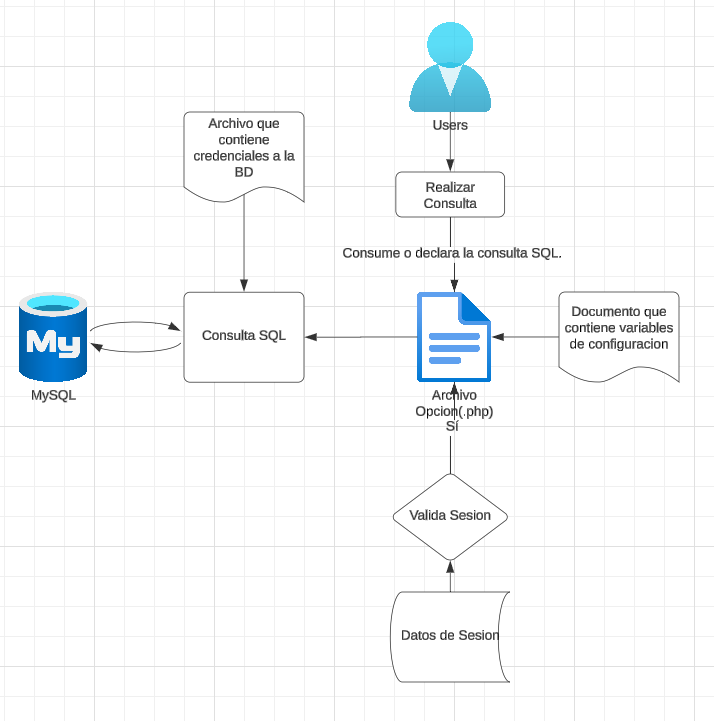 Users
Archivo que
contiene
credenciales a la
BD
Realizar
Consulta
Consume o declara la consulta SQL.
My
MySQL
Consulta SQL
Documento que
contiene variables
de configuracion
Archivo
Opcion(.php)
Sí
Valida Sesion
Datos de Sesion